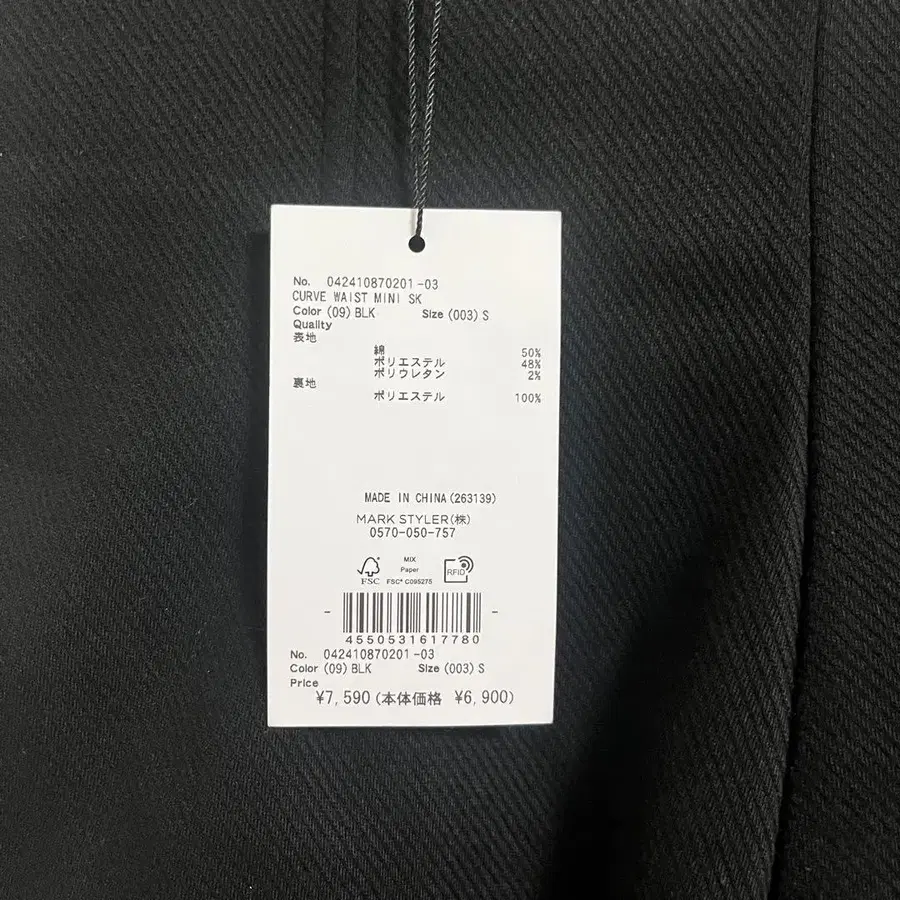 No. 042410870201-03
CURVE WAIST MINI SK
Color (09) BLK Size (003) S
Quality
表地
綿 50%
ポリエステル 48%
ポリウレタン 2%
裏地
ポリエステル 100%
MADE IN CHINA (263139)
MARK STYLER(株)
0570-050-757
FSC
MIX
Paper
FSC® C095275
RFID
4550531617780
No. 042410870201-03
Color (09) BLK Size (003) S
Price
¥7,590 (本体価格 ¥6,900)